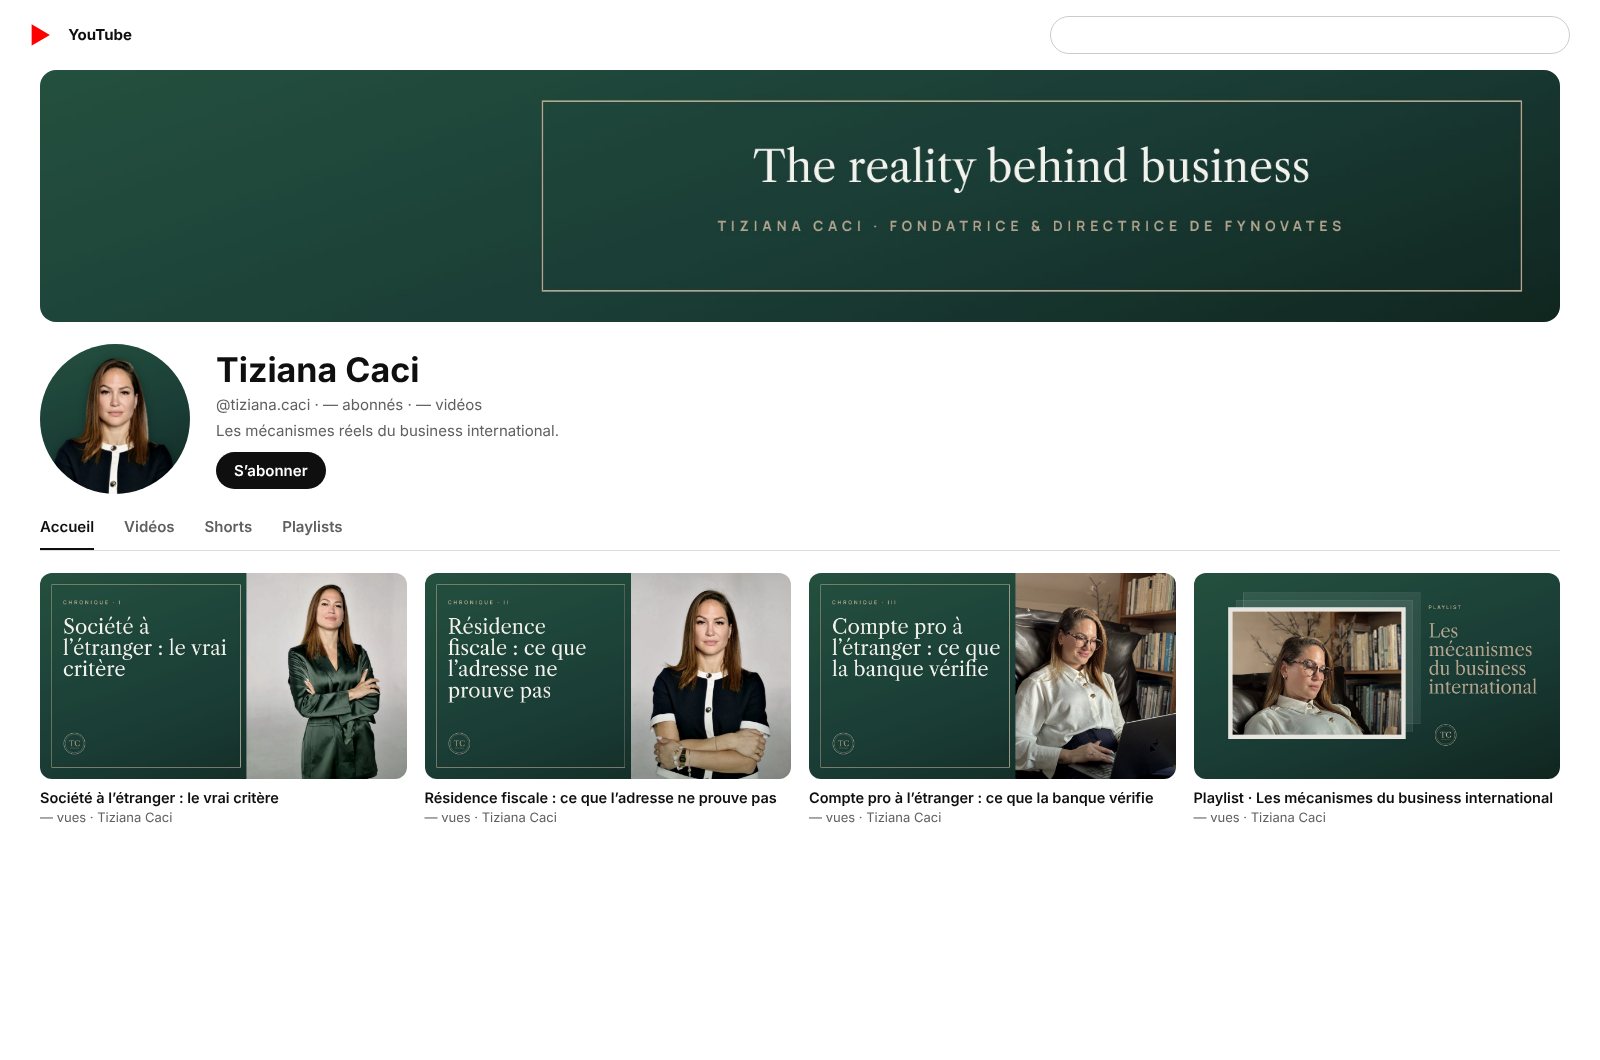 YouTube
The reality behind business
TIZIANA CACI · FONDATRICE & DIRECTRICE DE FYNOVATES
Tiziana Caci
@tiziana.caci · — abonnés · — vidéos
Les mécanismes réels du business international.
S’abonner
Accueil Vidéos Shorts Playlists
CHRONIQUE · I
Société à
l’étranger : le vrai
critère
TC
CHRONIQUE · II
Résidence
fiscale : ce que
l’adresse ne
prouve pas
TC
CHRONIQUE · III
Compte pro à
l’étranger : ce que
la banque vérifie
TC
PLAYLIST
Les
mécanismes
du business
international
TC
Société à l’étranger : le vrai critère
— vues · Tiziana Caci
Résidence fiscale : ce que l’adresse ne prouve pas
— vues · Tiziana Caci
Compte pro à l’étranger : ce que la banque vérifie
— vues · Tiziana Caci
Playlist · Les mécanismes du business international
— vues · Tiziana Caci